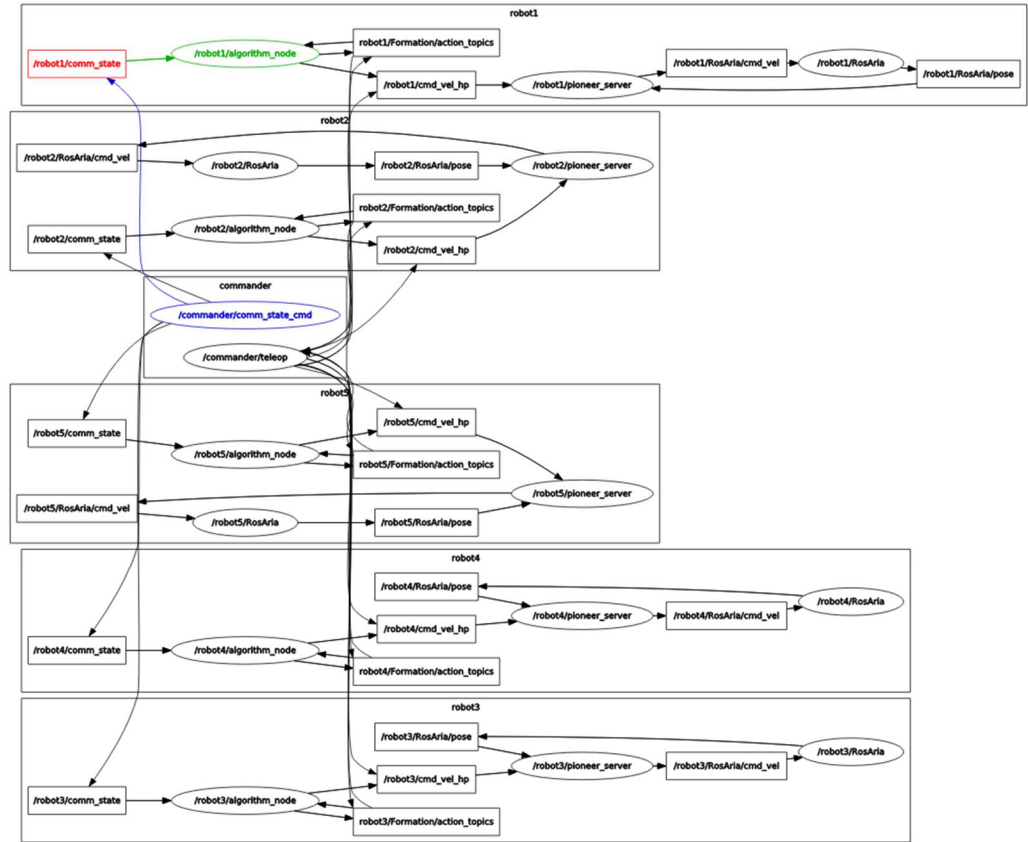 robot1
robot1/Formation/action_topics
/robot1/algorithm_node
/robot1/comm_state
/robot1/RosAria/cmd_vel
/robot1/RosAria
/robot1/RosAria/pose
/robot1/cmd_vel_hp
/robot1/pioneer_server
robot2
/robot2/RosAria/cmd_vel
/robot2/RosAria
/robot2/RosAria/pose
/robot2/pioneer_server
robot2/Formation/action_topics
/robot2/algorithm_node
/robot2/comm_state
/robot2/cmd_vel_hp
commander
/commander/comm_state_cmd
/commander/teleop
robot5
/robot5/cmd_vel_hp
/robot5/comm_state
/robot5/algorithm_node
robot5/Formation/action_topics
/robot5/pioneer_server
/robot5/RosAria/cmd_vel
/robot5/RosAria
/robot5/RosAria/pose
robot4
/robot4/RosAria/pose
/robot4/RosAria
/robot4/pioneer_server
/robot4/RosAria/cmd_vel
/robot4/cmd_vel_hp
/robot4/comm_state
/robot4/algorithm_node
robot4/Formation/action_topics
robot3
/robot3/RosAria/pose
/robot3/RosAria
/robot3/pioneer_server
/robot3/RosAria/cmd_vel
/robot3/cmd_vel_hp
/robot3/comm_state
/robot3/algorithm_node
robot3/Formation/action_topics